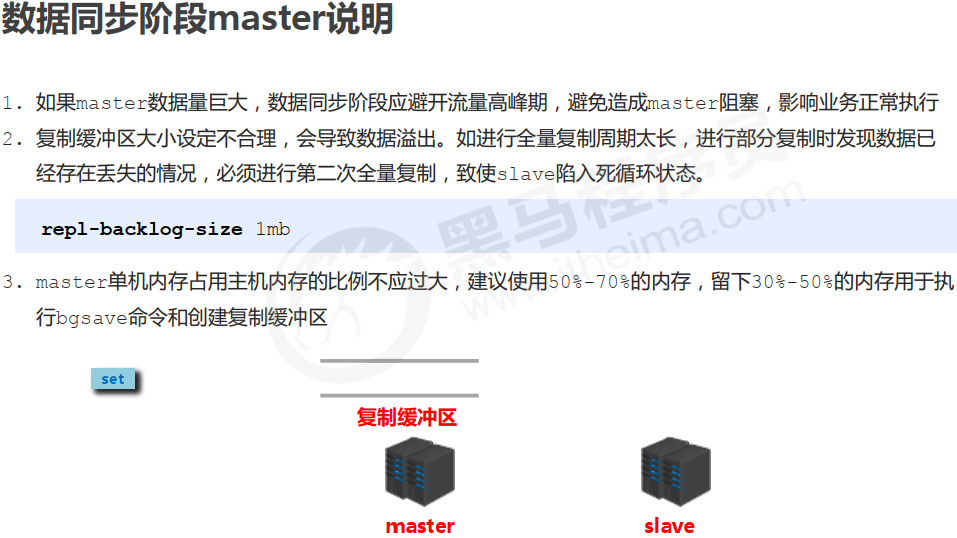 数据同步阶段master说明
1. 如果master数据量巨大，数据同步阶段应避开流量高峰期，避免造成master阻塞，影响业务正常执行
2. 复制缓冲区大小设定不合理，会导致数据溢出。如进行全量复制周期太长，进行部分复制时发现数据已
经存在丢失的情况，必须进行第二次全量复制，致使slave陷入死循环状态。
repl-backlog-size 1mb
3. master单机内存占用主机内存的比例不应过大，建议使用50%-70%的内存，留下30%-50%的内存用于执
行bgsave命令和创建复制缓冲区
set
复制缓冲区
master
slave
黑马程序员
www.itheima.com